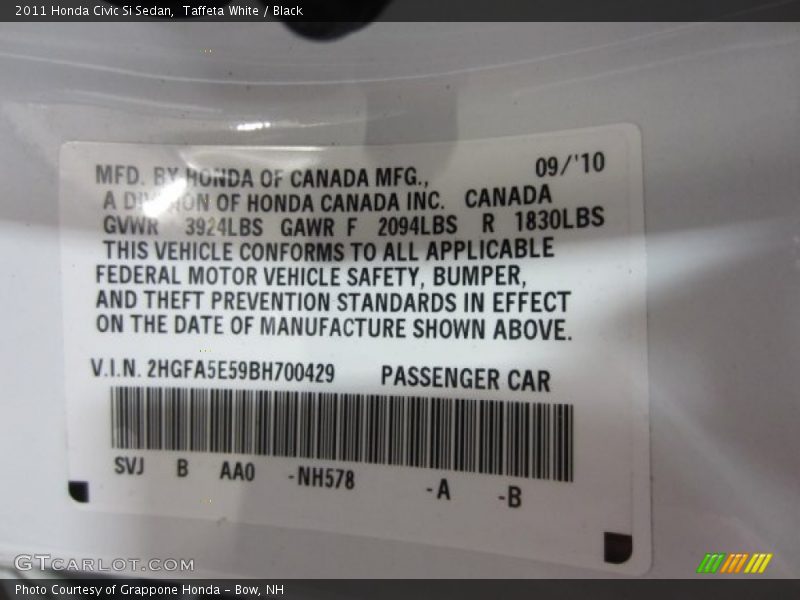 2011 Honda Civic Si Sedan, Taffeta White / Black
09/'10
MFD. BY HONDA OF CANADA MFG.,
A DIVISION OF HONDA CANADA INC. CANADA
GVWR 3924LBS GAWR F 2094LBS R 1830LBS
THIS VEHICLE CONFORMS TO ALL APPLICABLE
FEDERAL MOTOR VEHICLE SAFETY, BUMPER,
AND THEFT PREVENTION STANDARDS IN EFFECT
ON THE DATE OF MANUFACTURE SHOWN ABOVE.
V.I.N. 2HGFA5E59BH700429 PASSENGER CAR
SVJ B AA0 -NH578 -A -B
GTCARLOT.COM
Photo Courtesy of Grappone Honda - Bow, NH